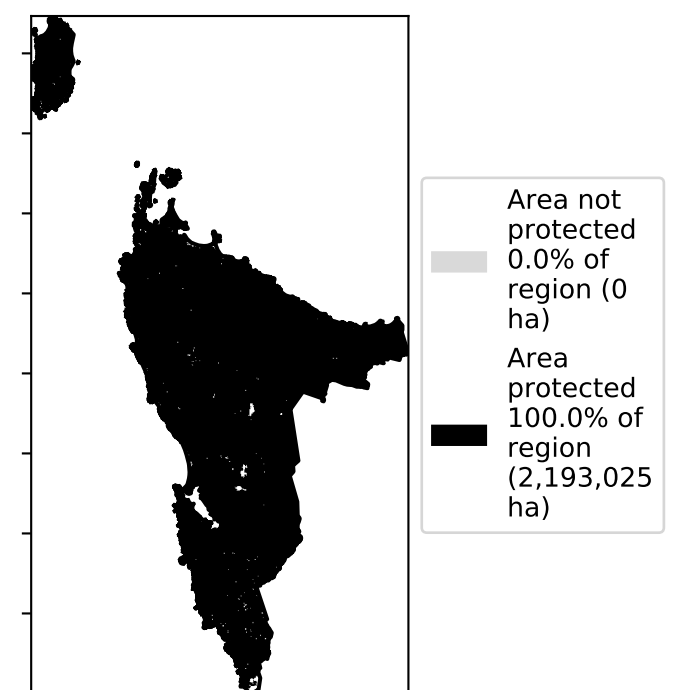 Area not
protected
0.0% of
region (0
ha)
Area
protected
100.0% of
region
(2,193,025
ha)